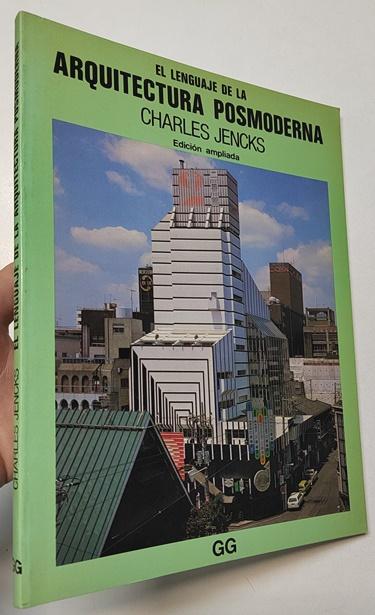 EL LENGUAJE DE LA
ARQUITECTURA POSMODERNA
CHARLES JENCKS
Edición ampliada
GG
CHARLES JENCKS EL LENGUAJE DE LA ARQUITECTURA POSMODERNA
GG